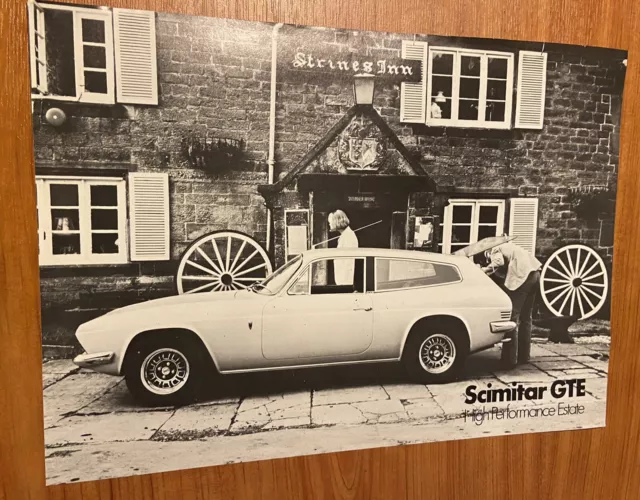 Strines Inn
Scimitar GTE
High Performance Estate